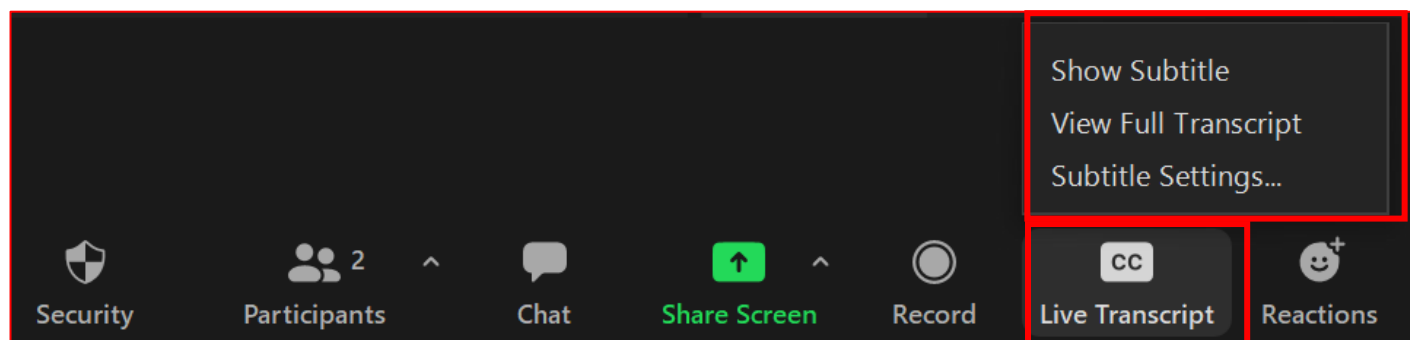 Show Subtitle
View Full Transcript
Subtitle Settings...
2
CC
Security
Participants
Chat
Share Screen
Record
Live Transcript
Reactions